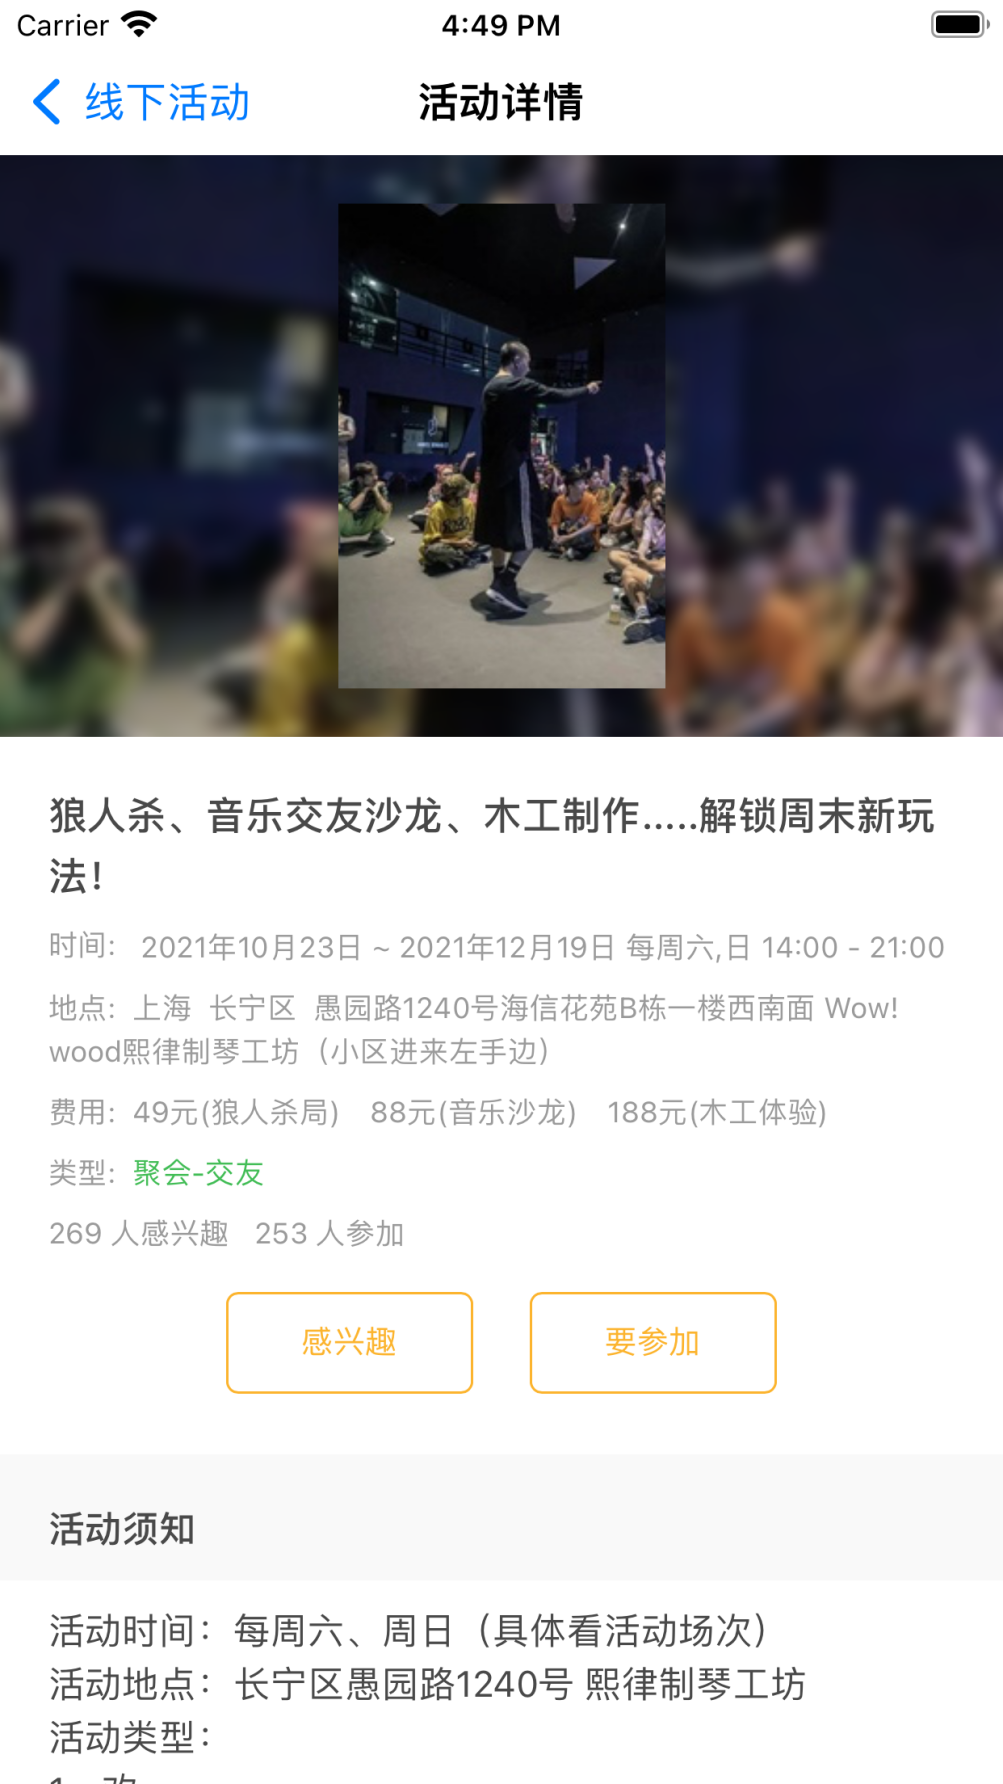 Carrier 4:49 PM
线下活动 活动详情
狼人杀、音乐交友沙龙、木工制作.....解锁周末新玩
法！
时间： 2021年10月23日 ~ 2021年12月19日 每周六,日 14:00 - 21:00
地点: 上海 长宁区 愚园路1240号海信花苑B栋一楼西南面 Wow!
wood熙律制琴工坊（小区进来左手边）
费用: 49元(狼人杀局) 88元(音乐沙龙) 188元(木工体验)
类型: 聚会-交友
269 人感兴趣 253 人参加
感兴趣 要参加
活动须知
活动时间：每周六、周日（具体看活动场次）
活动地点：长宁区愚园路1240号 熙律制琴工坊
活动类型：